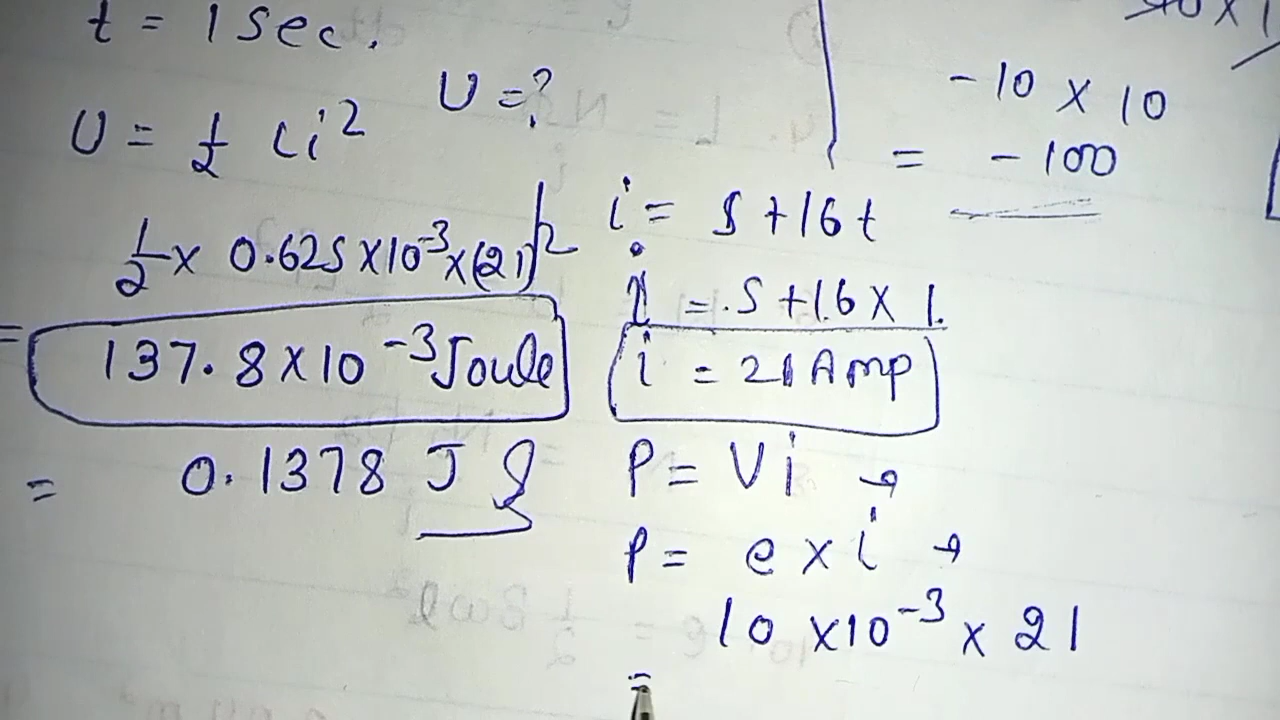 t = 1 Sec.
U = ?
U = 1/2 Li²
1/2 × 0.625 × 10⁻³ × (21)²
= 137.8 × 10⁻³ Joule
= 0.1378 J
i = 5 + 16t
i = 5 + 16 × 1.
i = 21 Amp
P = Vi →
P = e × i →
10 × 10⁻³ × 21
=
-10 × 10
= -100